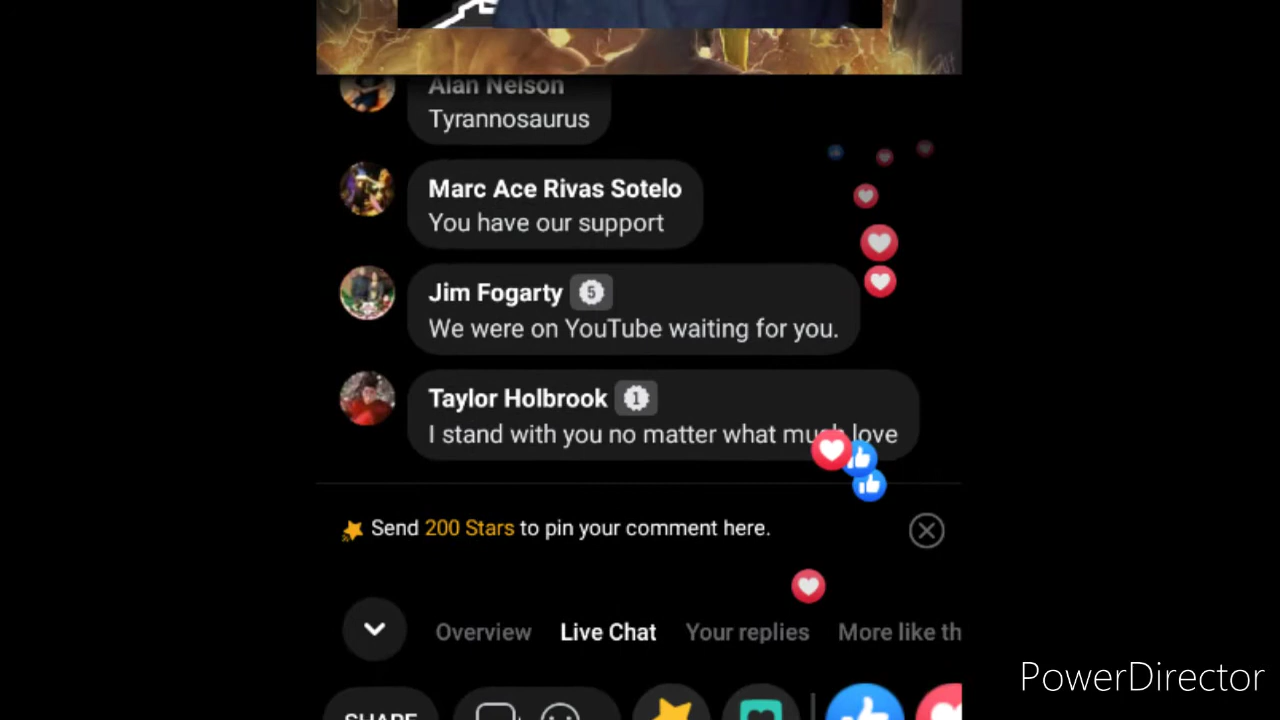 Alan Nelson
Tyrannosaurus
Marc Ace Rivas Sotelo
You have our support
Jim Fogarty 5
We were on YouTube waiting for you.
Taylor Holbrook 1
I stand with you no matter what much love
Send 200 Stars to pin your comment here.
Overview Live Chat Your replies More like th
SHARE
PowerDirector